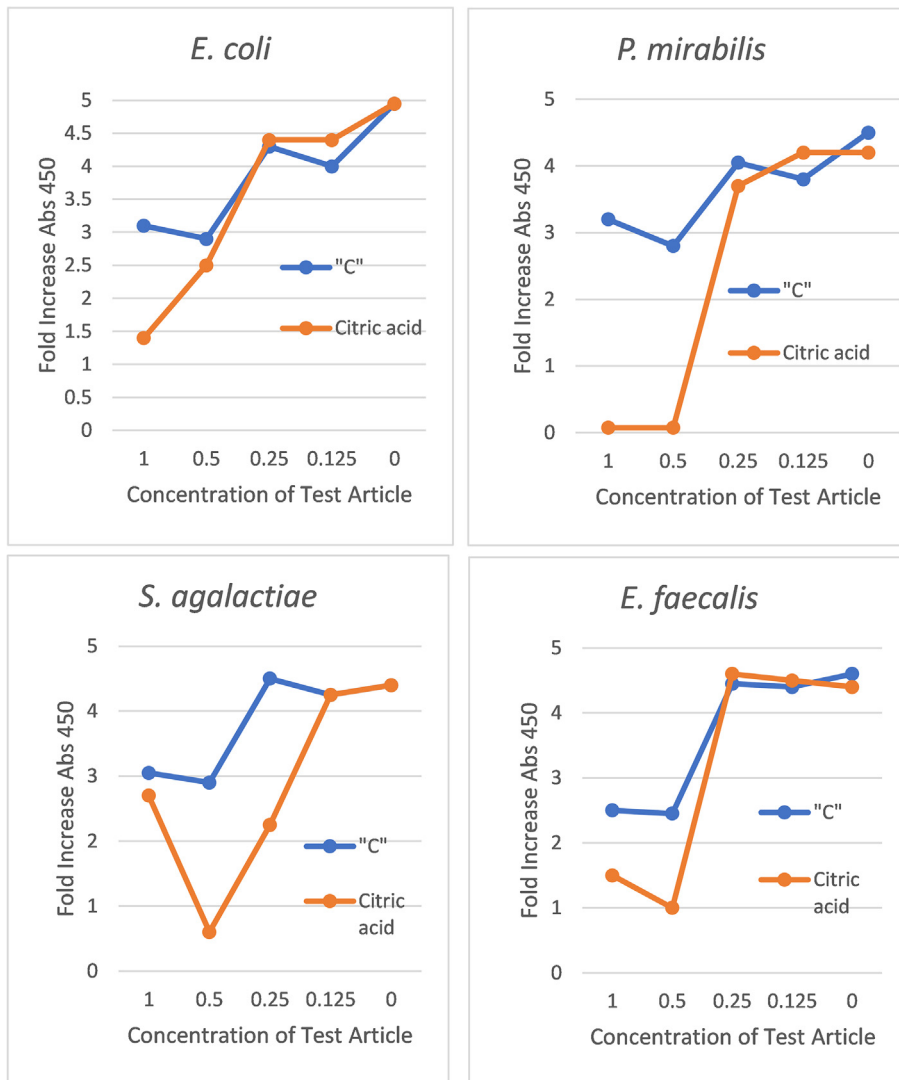 E. coli
Fold Increase Abs 450
5
4.5
4
3.5
3
2.5
2
1.5
1
0.5
0
"C"
Citric acid
1 0.5 0.25 0.125 0
Concentration of Test Article
P. mirabilis
Fold Increase Abs 450
5
4
3
2
1
0
"C"
Citric acid
1 0.5 0.25 0.125 0
Concentration of Test Article
S. agalactiae
Fold Increase Abs 450
5
4
3
2
1
0
"C"
Citric
acid
1 0.5 0.25 0.125 0
Concentration of Test Article
E. faecalis
Fold Increase Abs 450
5
4
3
2
1
0
"C"
Citric
acid
1 0.5 0.25 0.125 0
Concentration of Test Article